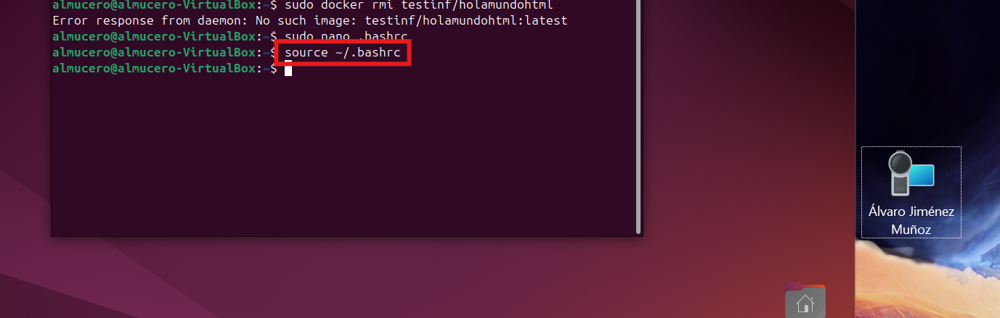 almucero@almucero-VirtualBox:~$ sudo docker rmi testinf/holamundohtml
Error response from daemon: No such image: testinf/holamundohtml:latest
almucero@almucero-VirtualBox:~$ sudo nano .bashrc
almucero@almucero-VirtualBox:~$ source ~/.bashrc
almucero@almucero-VirtualBox:~$
Álvaro Jiménez
Muñoz